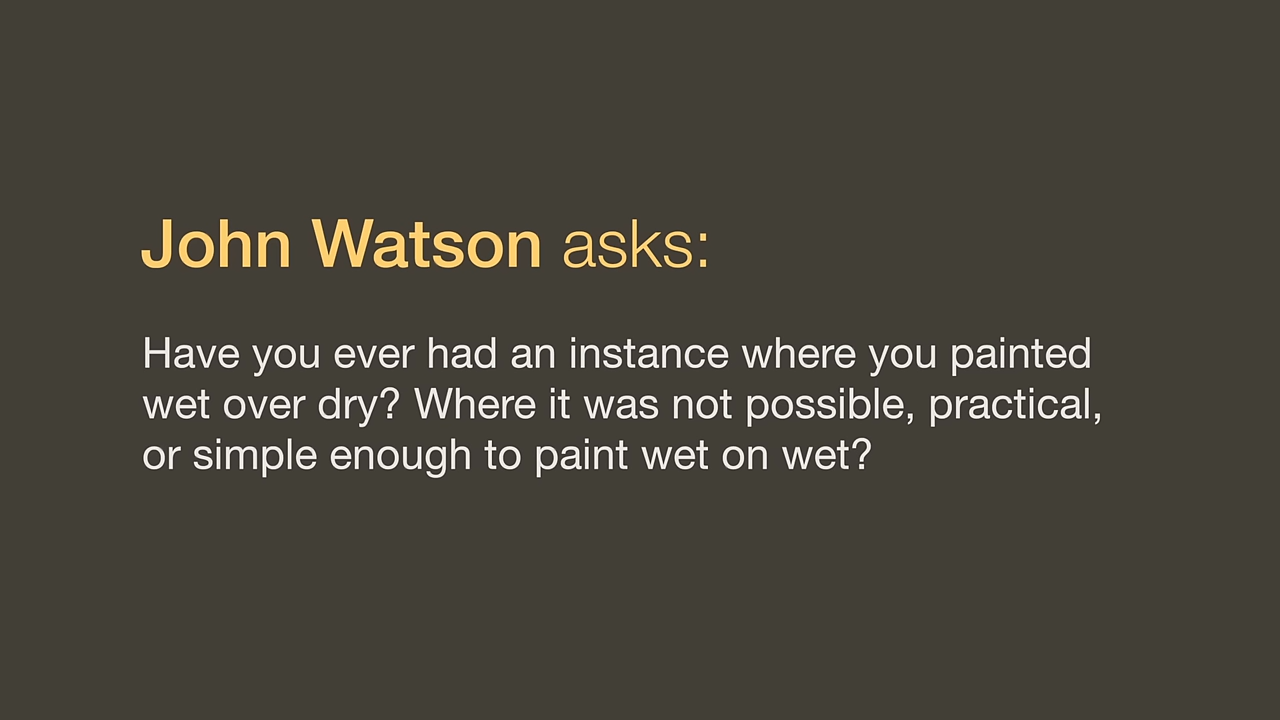 John Watson asks:
Have you ever had an instance where you painted
wet over dry? Where it was not possible, practical,
or simple enough to paint wet on wet?